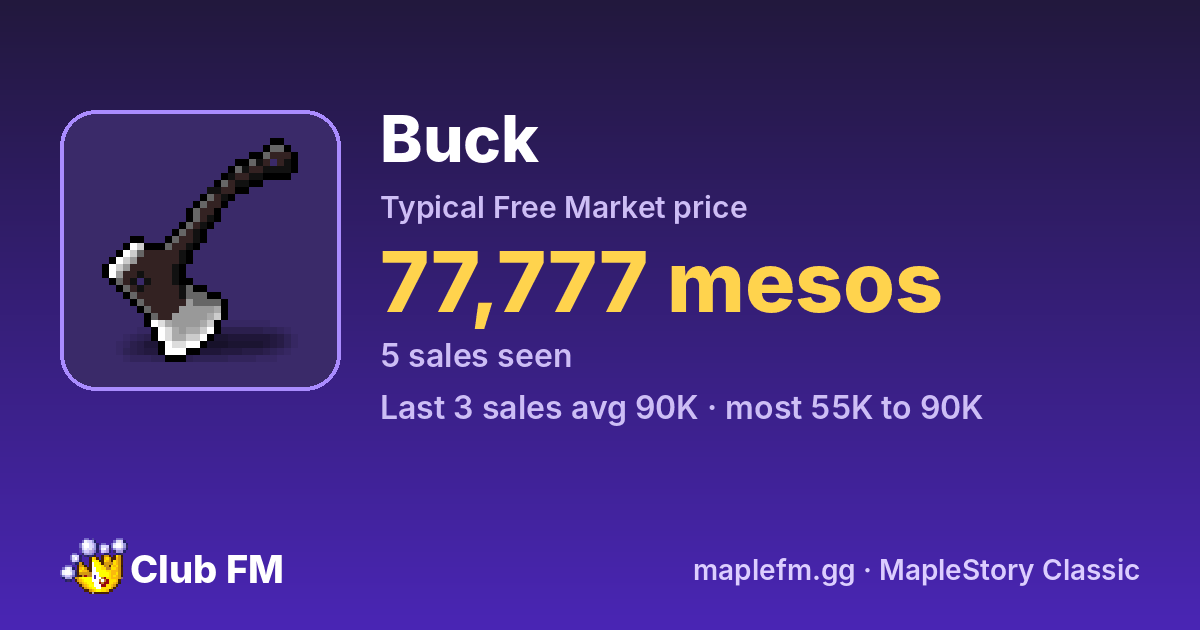 Buck
Typical Free Market price
77,777 mesos
5 sales seen
Last 3 sales avg 90K · most 55K to 90K
Club FM
maplefm.gg · MapleStory Classic